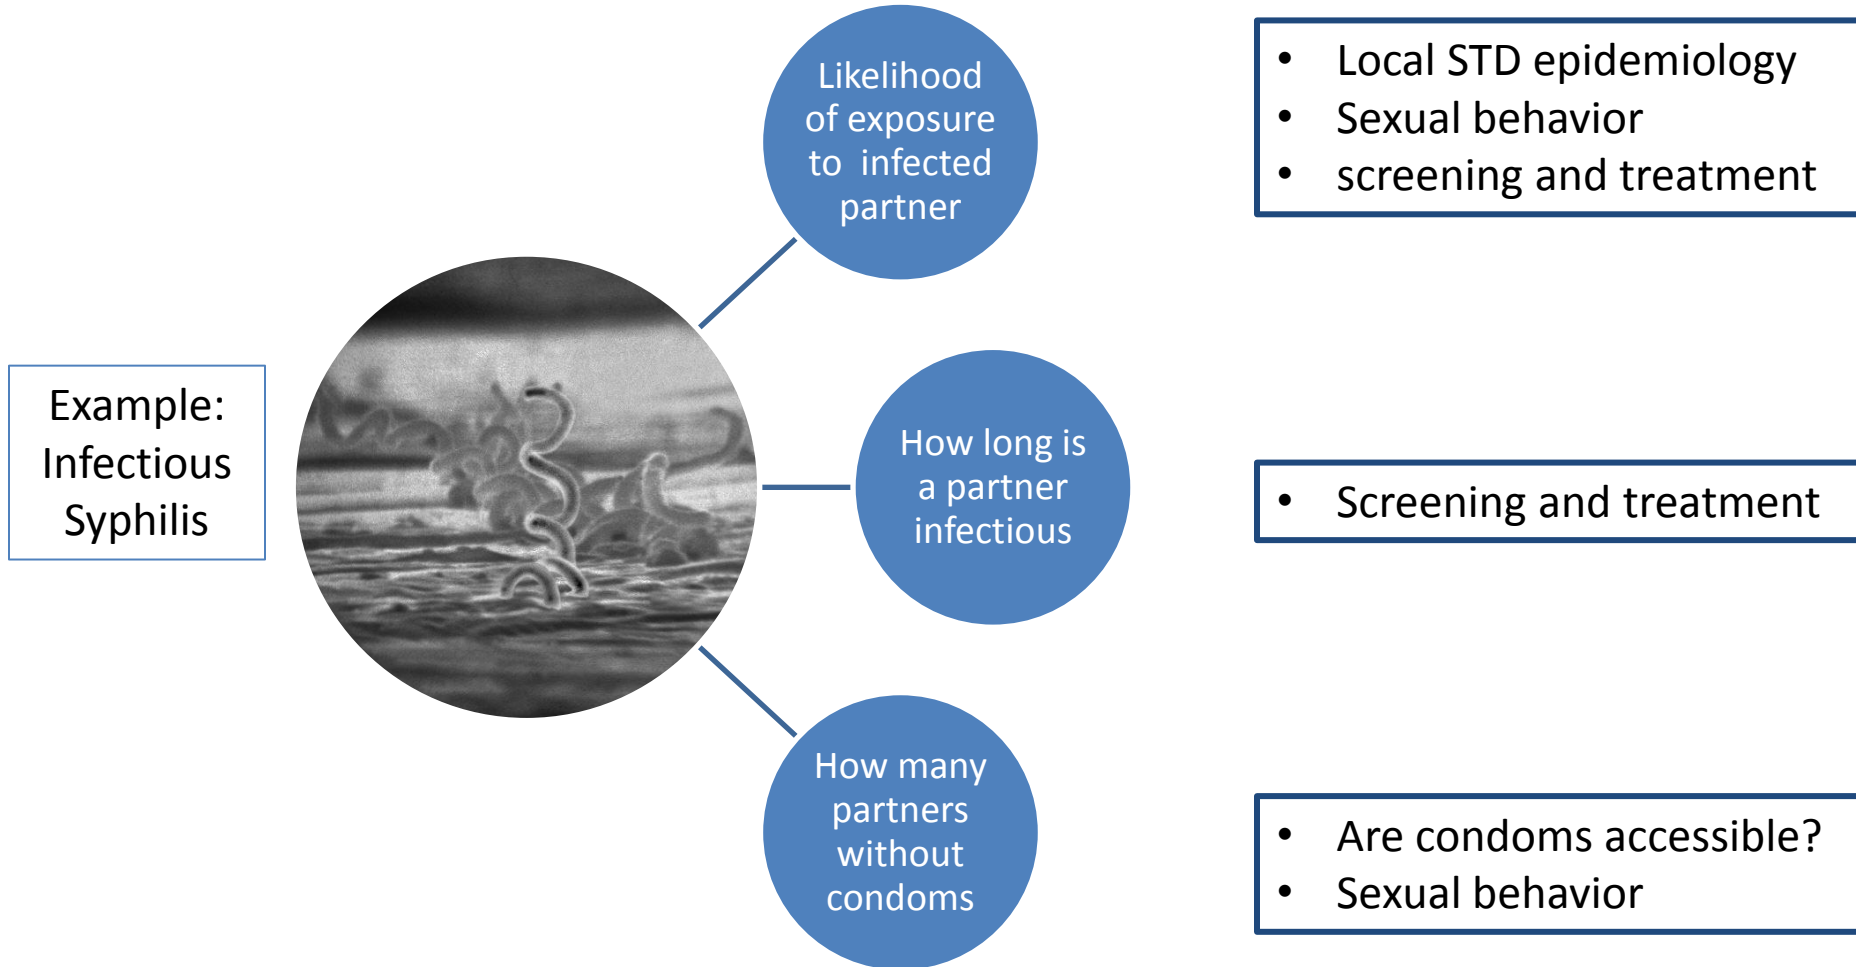 Example:
Infectious
Syphilis
Likelihood
of exposure
to infected
partner
• Local STD epidemiology
• Sexual behavior
• screening and treatment
How long is
a partner
infectious
• Screening and treatment
How many
partners
without
condoms
• Are condoms accessible?
• Sexual behavior